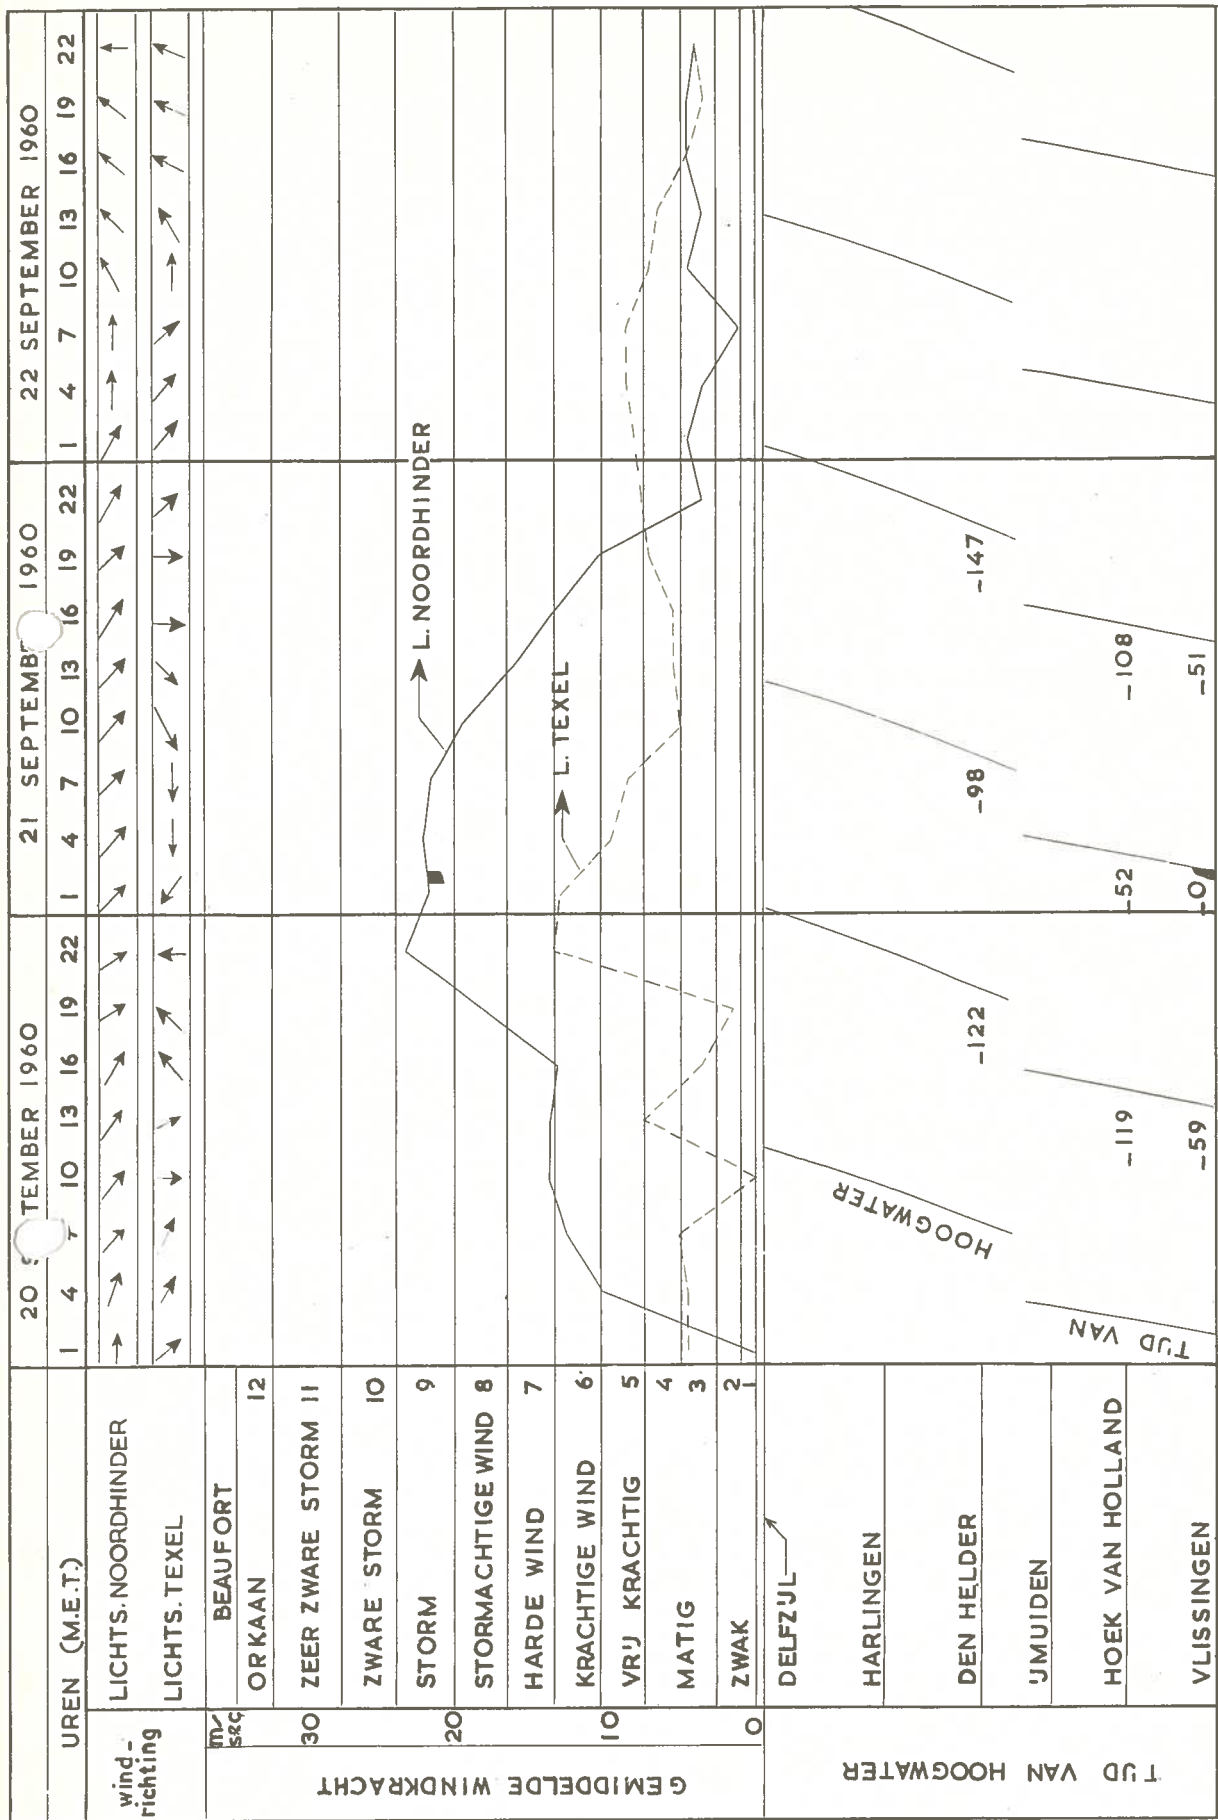 20 S TEMBER 1960 21 SEPTEMB 1960 22 SEPTEMBER 1960
UREN (M.E.T.) 1 4 7 10 13 16 19 22 1 4 7 10 13 16 19 22 1 4 7 10 13 16 19 22
wind-
richting
LICHTS. NOORDHINDER
LICHTS. TEXEL
m/
sec
BEAUFORT
ORKAAN 12
30 ZEER ZWARE STORM 11
ZWARE STORM 10
STORM 9
20 STORMACHTIGE WIND 8
HARDE WIND 7
KRACHTIGE WIND 6
10 VRIJ KRACHTIG 5
MATIG 4
3
ZWAK 2
0 1
GEMIDDELDE WINDKRACHT
L. NOORDHINDER
L. TEXEL
DELFZIJL
HARLINGEN
DEN HELDER
IJMUIDEN
HOEK VAN HOLLAND
VLISSINGEN
TIJD VAN HOOGWATER
TIJD VAN
HOOGWATER
-122 -98 -147
-119 -52 -108
-59 -0 -51